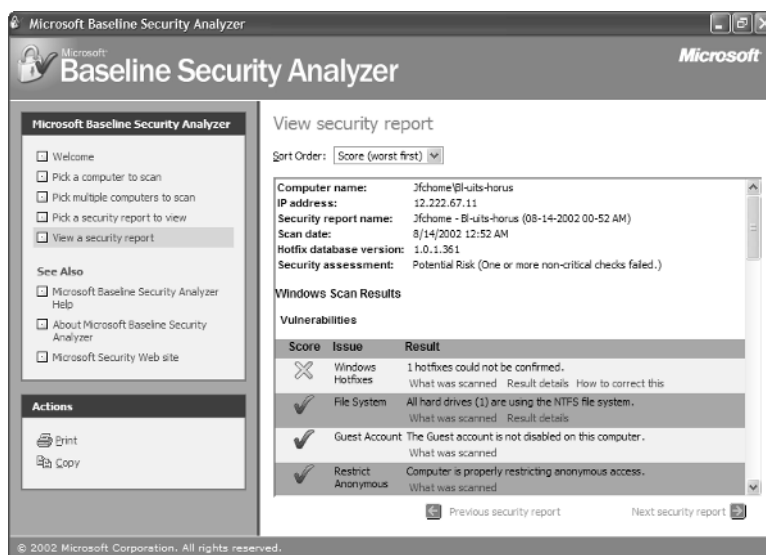 Microsoft Baseline Security Analyzer
Microsoft
Baseline Security Analyzer
Microsoft
Microsoft Baseline Security Analyzer
Welcome
Pick a computer to scan
Pick multiple computers to scan
Pick a security report to view
View a security report
See Also
Microsoft Baseline Security Analyzer
Help
About Microsoft Baseline Security
Analyzer
Microsoft Security Web site
Actions
Print
Copy
View security report
Sort Order: Score (worst first)
Computer name: Jfchome\Bl-uits-horus
IP address: 12.222.67.11
Security report name: Jfchome - Bl-uits-horus (08-14-2002 00-52 AM)
Scan date: 8/14/2002 12:52 AM
Hotfix database version: 1.0.1.361
Security assessment: Potential Risk (One or more non-critical checks failed.)
Windows Scan Results
Vulnerabilities
Score Issue Result
Windows Hotfixes 1 hotfixes could not be confirmed.
What was scanned Result details How to correct this
File System All hard drives (1) are using the NTFS file system.
What was scanned Result details
Guest Account The Guest account is not disabled on this computer.
What was scanned
Restrict Anonymous Computer is properly restricting anonymous access.
What was scanned
Previous security report Next security report
© 2002 Microsoft Corporation. All rights reserved.